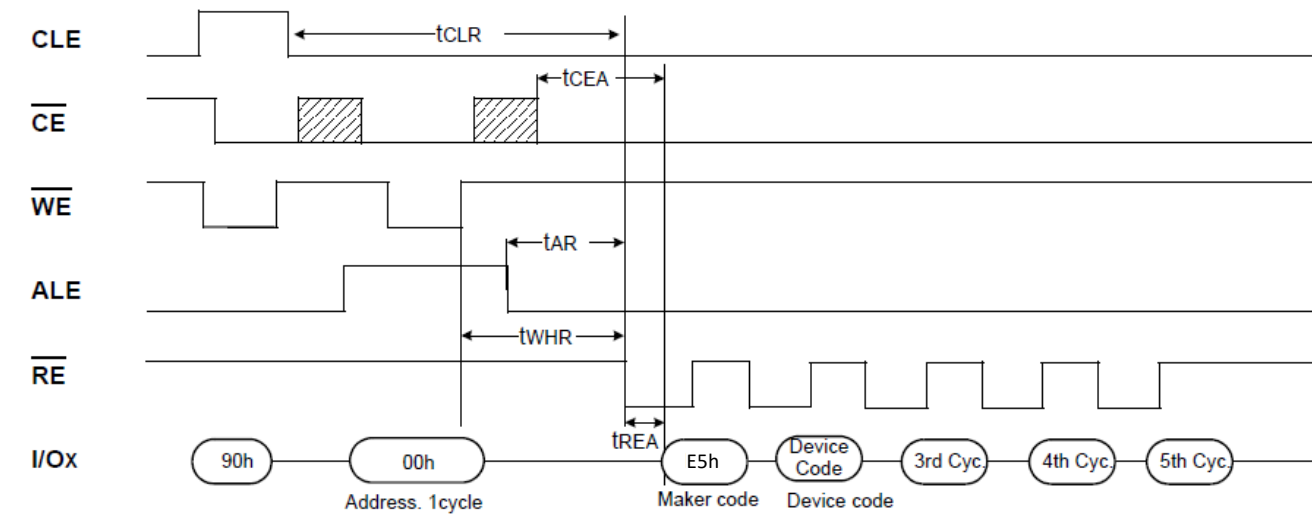 CLE
tCLR
tCEA
CE
WE
tAR
ALE
tWHR
RE
tREA
I/Ox
90h
00h
E5h
Device
Code
3rd Cyc.
4th Cyc.
5th Cyc.
Address. 1cycle
Maker code
Device code